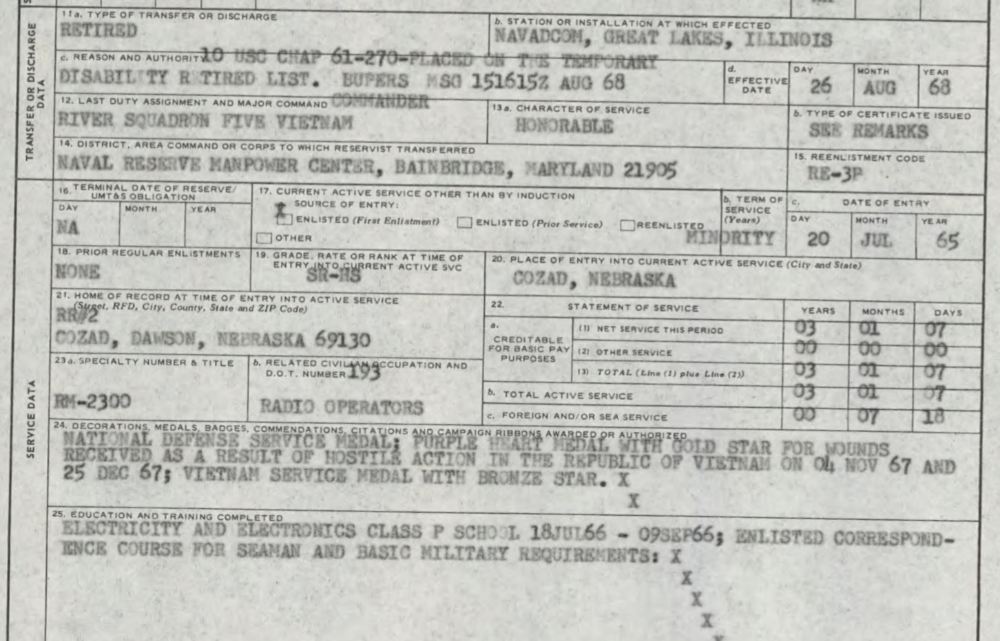 11a. TYPE OF TRANSFER OR DISCHARGE
RETIRED
b. STATION OR INSTALLATION AT WHICH EFFECTED
NAVADCOM, GREAT LAKES, ILLINOIS
c. REASON AND AUTHORITY 10 USC CHAP 61-270-PLACED ON THE TEMPORARY
DISABILITY R TIRED LIST. BUPERS MSG 151615Z AUG 68
d. EFFECTIVE DATE
DAY MONTH YEAR
26 AUG 68
TRANSFER OR DISCHARGE DATA
12. LAST DUTY ASSIGNMENT AND MAJOR COMMAND COMMANDER
RIVER SQUADRON FIVE VIETNAM
13a. CHARACTER OF SERVICE
HONORABLE
b. TYPE OF CERTIFICATE ISSUED
SEE REMARKS
14. DISTRICT, AREA COMMAND OR CORPS TO WHICH RESERVIST TRANSFERRED
NAVAL RESERVE MANPOWER CENTER, BAINBRIDGE, MARYLAND 21905
15. REENLISTMENT CODE
RE-3P
16. TERMINAL DATE OF RESERVE/
UMT&S OBLIGATION
DAY MONTH YEAR
NA
17. CURRENT ACTIVE SERVICE OTHER THAN BY INDUCTION
SOURCE OF ENTRY:
X
ENLISTED (First Enlistment) ENLISTED (Prior Service) REENLISTED
OTHER
b. TERM OF
SERVICE
(Years)
MINORITY
c. DATE OF ENTRY
DAY MONTH YEAR
20 JUL 65
18. PRIOR REGULAR ENLISTMENTS
NONE
19. GRADE, RATE OR RANK AT TIME OF
ENTRY INTO CURRENT ACTIVE SVC
SR-HS
20. PLACE OF ENTRY INTO CURRENT ACTIVE SERVICE (City and State)
COZAD, NEBRASKA
21. HOME OF RECORD AT TIME OF ENTRY INTO ACTIVE SERVICE
(Street, RFD, City, County, State and ZIP Code)
RR#2
COZAD, DAWSON, NEBRASKA 69130
22. STATEMENT OF SERVICE YEARS MONTHS DAYS
a.
CREDITABLE
FOR BASIC PAY
PURPOSES
(1) NET SERVICE THIS PERIOD 03 01 07
(2) OTHER SERVICE 00 00 00
(3) TOTAL (Line (1) plus Line (2)) 03 01 07
b. TOTAL ACTIVE SERVICE 03 01 07
c. FOREIGN AND/OR SEA SERVICE 00 07 18
23a. SPECIALTY NUMBER & TITLE
RM-2300
b. RELATED CIVILIAN OCCUPATION AND
D.O.T. NUMBER 193
RADIO OPERATORS
SERVICE DATA
24. DECORATIONS, MEDALS, BADGES, COMMENDATIONS, CITATIONS AND CAMPAIGN RIBBONS AWARDED OR AUTHORIZED
NATIONAL DEFENSE SERVICE MEDAL; PURPLE HEART MEDAL WITH GOLD STAR FOR WOUNDS
RECEIVED AS A RESULT OF HOSTILE ACTION IN THE REPUBLIC OF VIETNAM ON 04 NOV 67 AND
25 DEC 67; VIETNAM SERVICE MEDAL WITH BRONZE STAR. X
X
25. EDUCATION AND TRAINING COMPLETED
ELECTRICITY AND ELECTRONICS CLASS P SCHOOL 18JUL66 - 09SEP66; ENLISTED CORRESPOND-
ENCE COURSE FOR SEAMAN AND BASIC MILITARY REQUIREMENTS: X
X
X
X